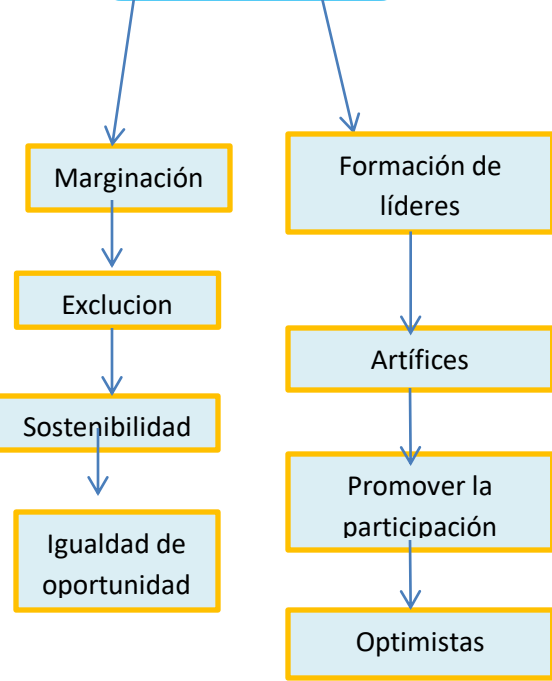 Marginación
Exclucion
Sostenibilidad
Igualdad de
oportunidad
Formación de
líderes
Artífices
Promover la
participación
Optimistas